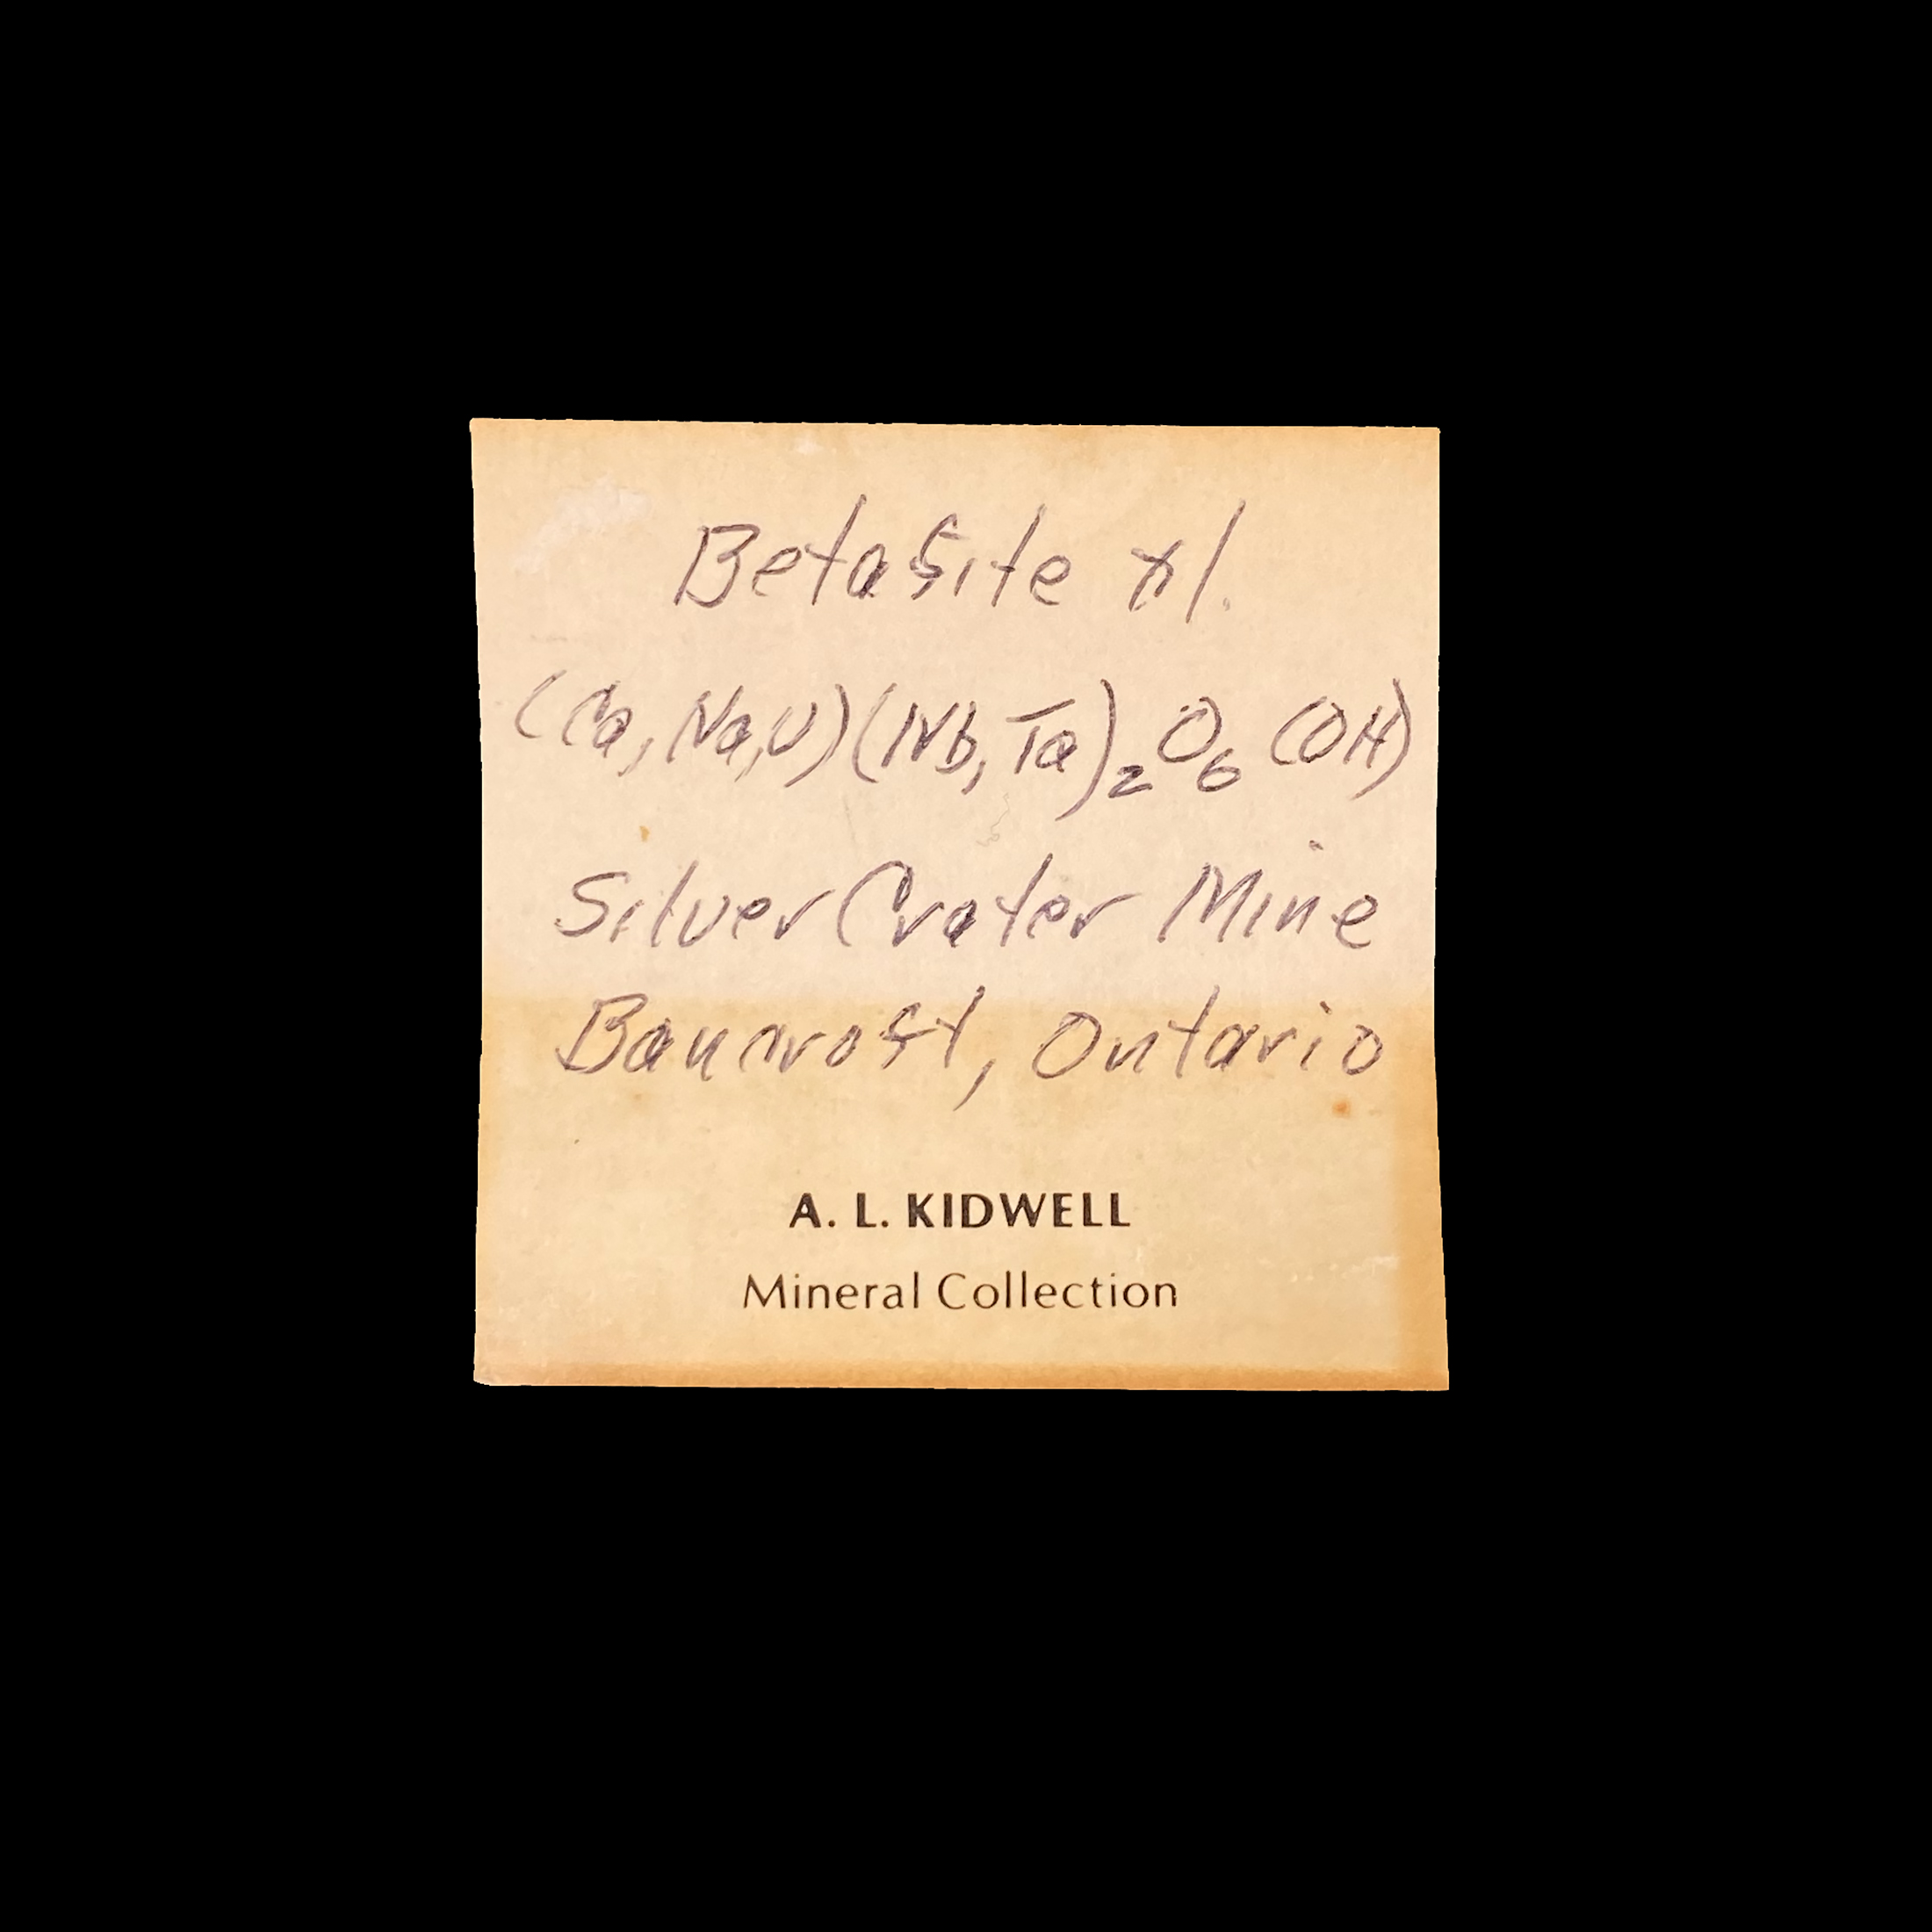 Betafite xl.
(Ca, Na,U)(Nb, Ta)₂O₆ (OH)
Silver Crater Mine
Bancroft, Ontario
A. L. KIDWELL
Mineral Collection